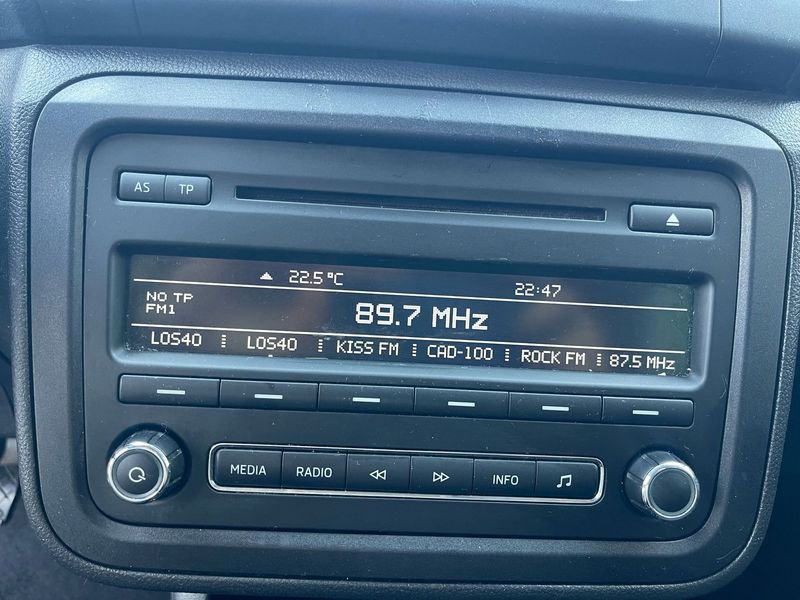 AS TP
22.5°C 22:47
NO TP
FM1
89.7 MHz
LOS40 LOS40 KISS FM CAD-100 ROCK FM 87.5 MHz
MEDIA RADIO INFO